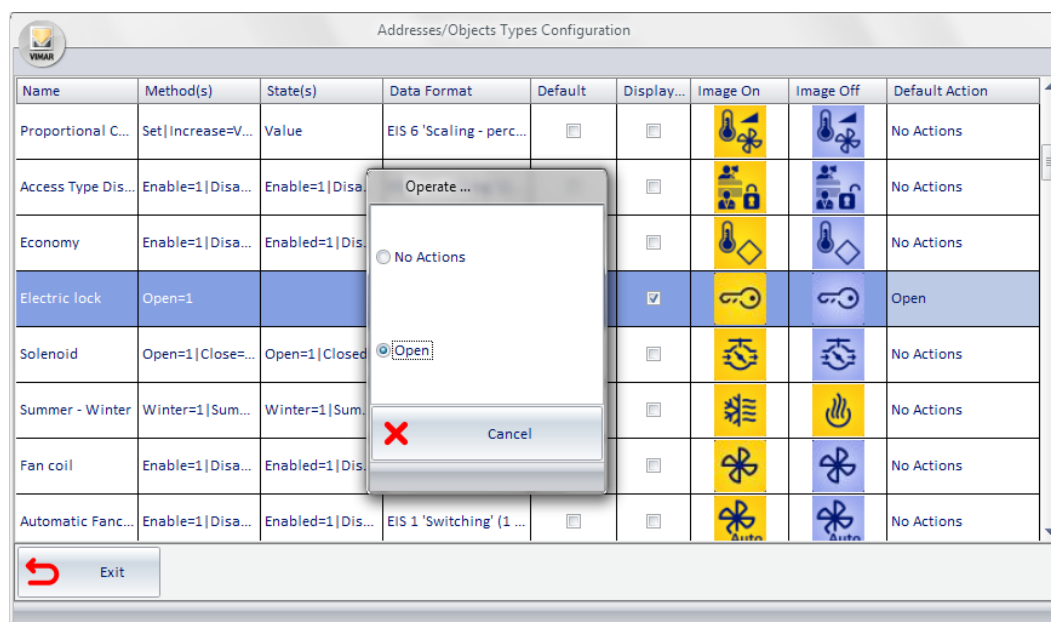 Addresses/Objects Types Configuration
VIMAR
Name Method(s) State(s) Data Format Default Display... Image On Image Off Default Action
Proportional C... Set|Increase=V... Value EIS 6 'Scaling - perc... No Actions
Access Type Dis... Enable=1|Disa... Enable=1|Disa. No Actions
Operate ...
Economy Enable=1|Disa... Enabled=1|Dis. No Actions
No Actions
Electric lock Open=1 Open
Solenoid Open=1|Close=... Open=1|Closed No Actions
Open
Summer - Winter Winter=1|Sum... Winter=1|Sum. No Actions
Cancel
Fan coil Enable=1|Disa... Enabled=1|Dis. No Actions
Automatic Fanc... Enable=1|Disa... Enabled=1|Dis... EIS 1 'Switching' (1 ... Auto Auto No Actions
Exit